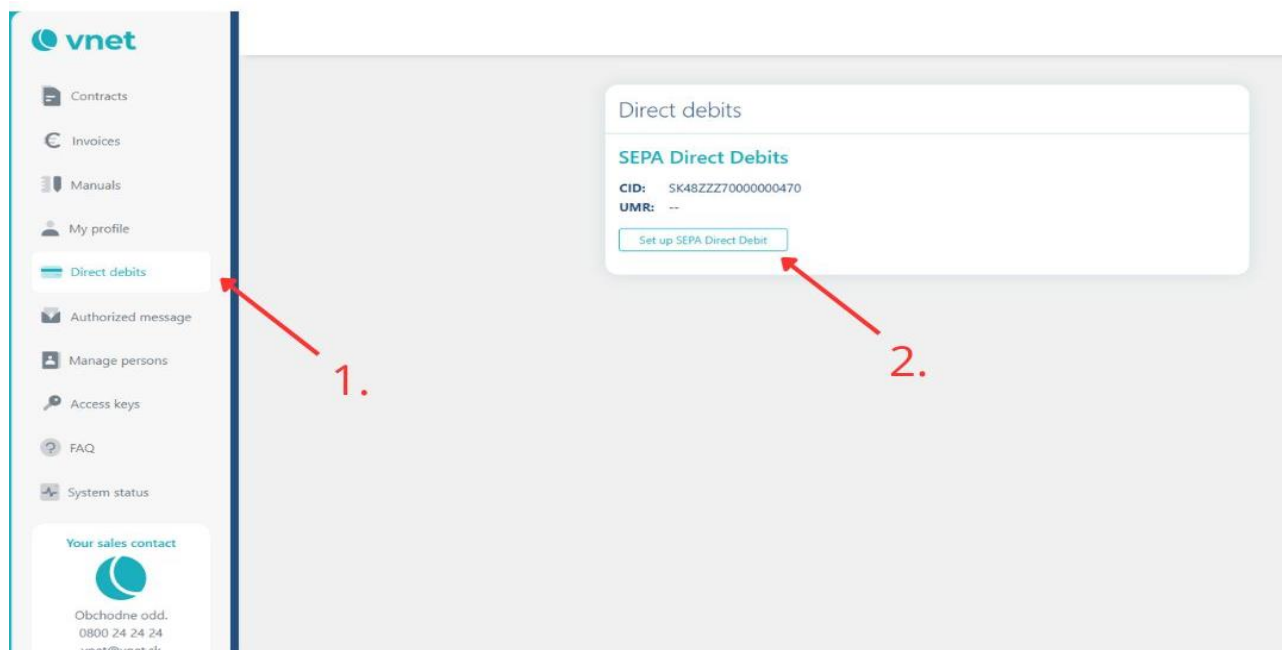 vnet
Contracts
Invoices
Manuals
My profile
Direct debits
Authorized message
Manage persons
Access keys
FAQ
System status
Your sales contact
Obchodne odd.
0800 24 24 24
Direct debits
SEPA Direct Debits
CID: SK48ZZZ70000000470
UMR: --
Set up SEPA Direct Debit
1.
2.